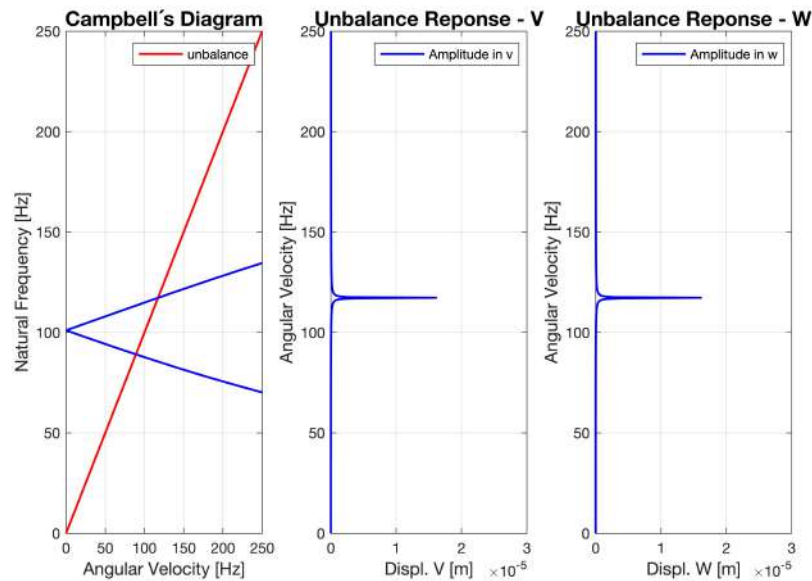 Campbell´s Diagram
unbalance
Natural Frequency [Hz]
250
200
150
100
50
0
0 50 100 150 200 250
Angular Velocity [Hz]
Unbalance Reponse - V
Amplitude in v
Angular Velocity [Hz]
250
200
150
100
50
0
0 1 2 3
Displ. V [m] ×10-5
Unbalance Reponse - W
Amplitude in w
Angular Velocity [Hz]
250
200
150
100
50
0
0 1 2 3
Displ. W [m] ×10-5